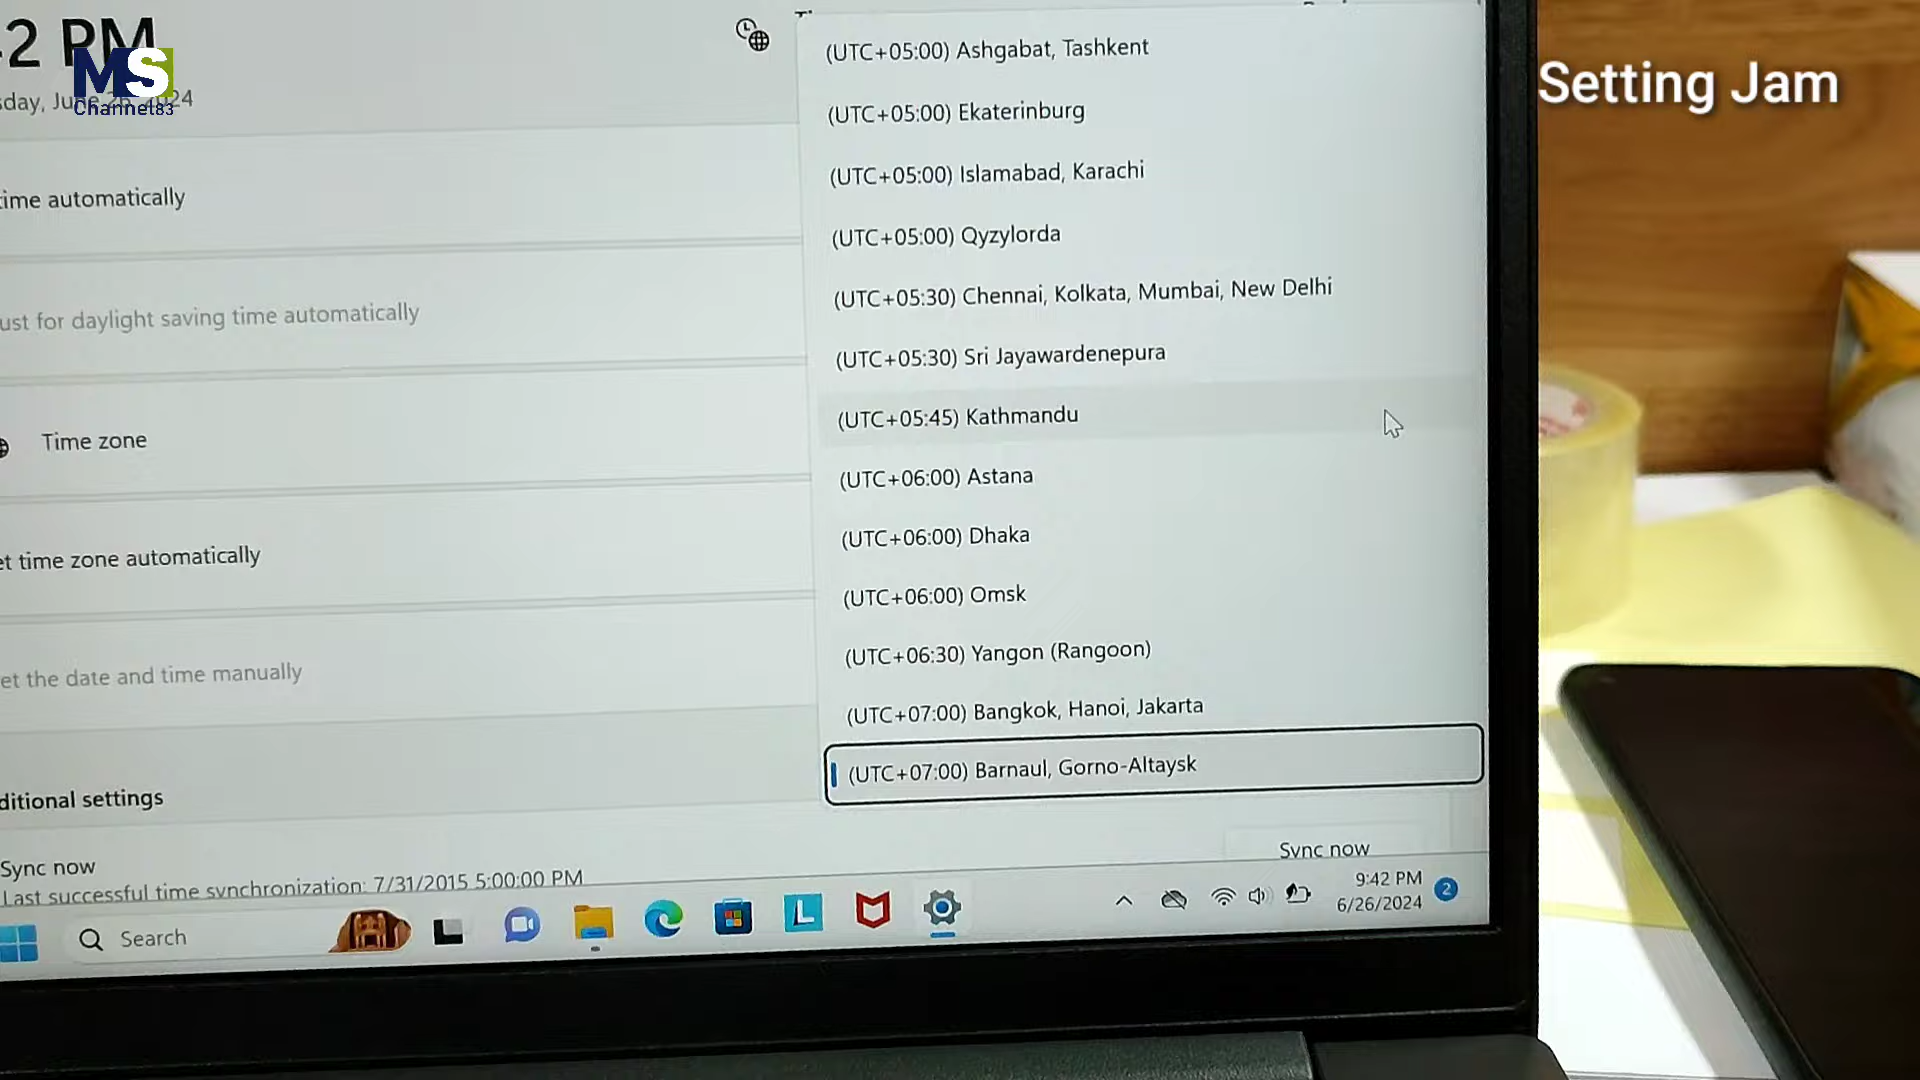 42 PM
MS
Channel83
sday, June 26, 2024
Setting Jam
time automatically
ust for daylight saving time automatically
Time zone
et time zone automatically
et the date and time manually
ditional settings
Sync now
Last successful time synchronization: 7/31/2015 5:00:00 PM
(UTC+05:00) Ashgabat, Tashkent
(UTC+05:00) Ekaterinburg
(UTC+05:00) Islamabad, Karachi
(UTC+05:00) Qyzylorda
(UTC+05:30) Chennai, Kolkata, Mumbai, New Delhi
(UTC+05:30) Sri Jayawardenepura
(UTC+05:45) Kathmandu
(UTC+06:00) Astana
(UTC+06:00) Dhaka
(UTC+06:00) Omsk
(UTC+06:30) Yangon (Rangoon)
(UTC+07:00) Bangkok, Hanoi, Jakarta
(UTC+07:00) Barnaul, Gorno-Altaysk
Sync now
Search
L
9:42 PM
6/26/2024
2